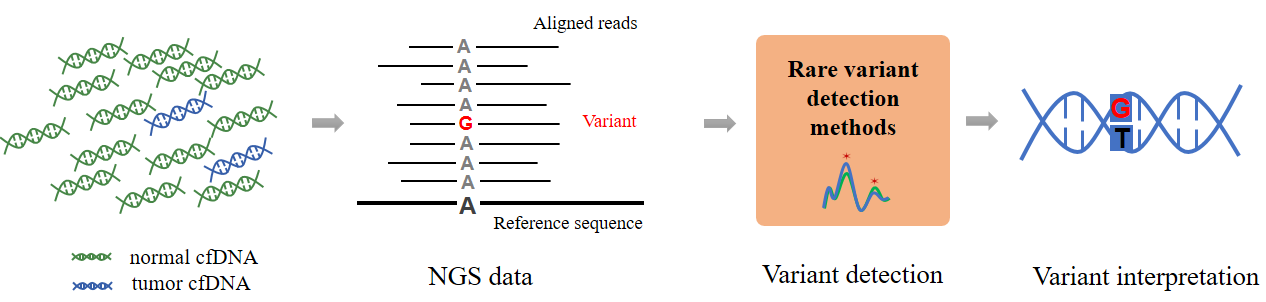 Aligned reads
A
A
A
A
G Variant
A
A
A
A
Reference sequence
normal cfDNA
tumor cfDNA
NGS data
Rare variant
detection
methods
Variant detection
G
T
Variant interpretation